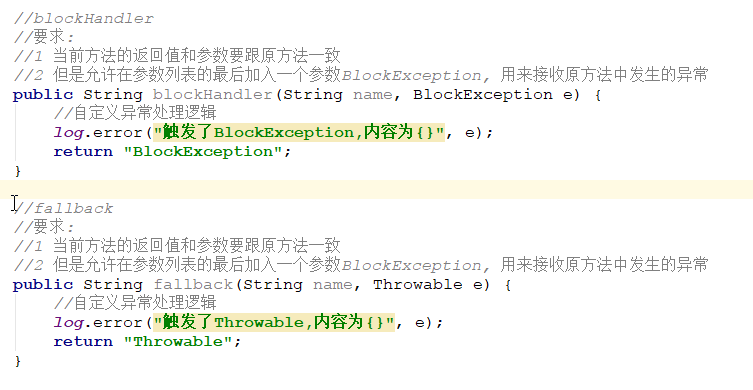 //blockHandler
//要求:
//1 当前方法的返回值和参数要跟原方法一致
//2 但是允许在参数列表的最后加入一个参数BlockException, 用来接收原方法中发生的异常
public String blockHandler(String name, BlockException e) {
    //自定义异常处理逻辑
    log.error("触发了BlockException,内容为{}", e);
    return "BlockException";
}
//fallback
//要求:
//1 当前方法的返回值和参数要跟原方法一致
//2 但是允许在参数列表的最后加入一个参数BlockException, 用来接收原方法中发生的异常
public String fallback(String name, Throwable e) {
    //自定义异常处理逻辑
    log.error("触发了Throwable,内容为{}", e);
    return "Throwable";
}